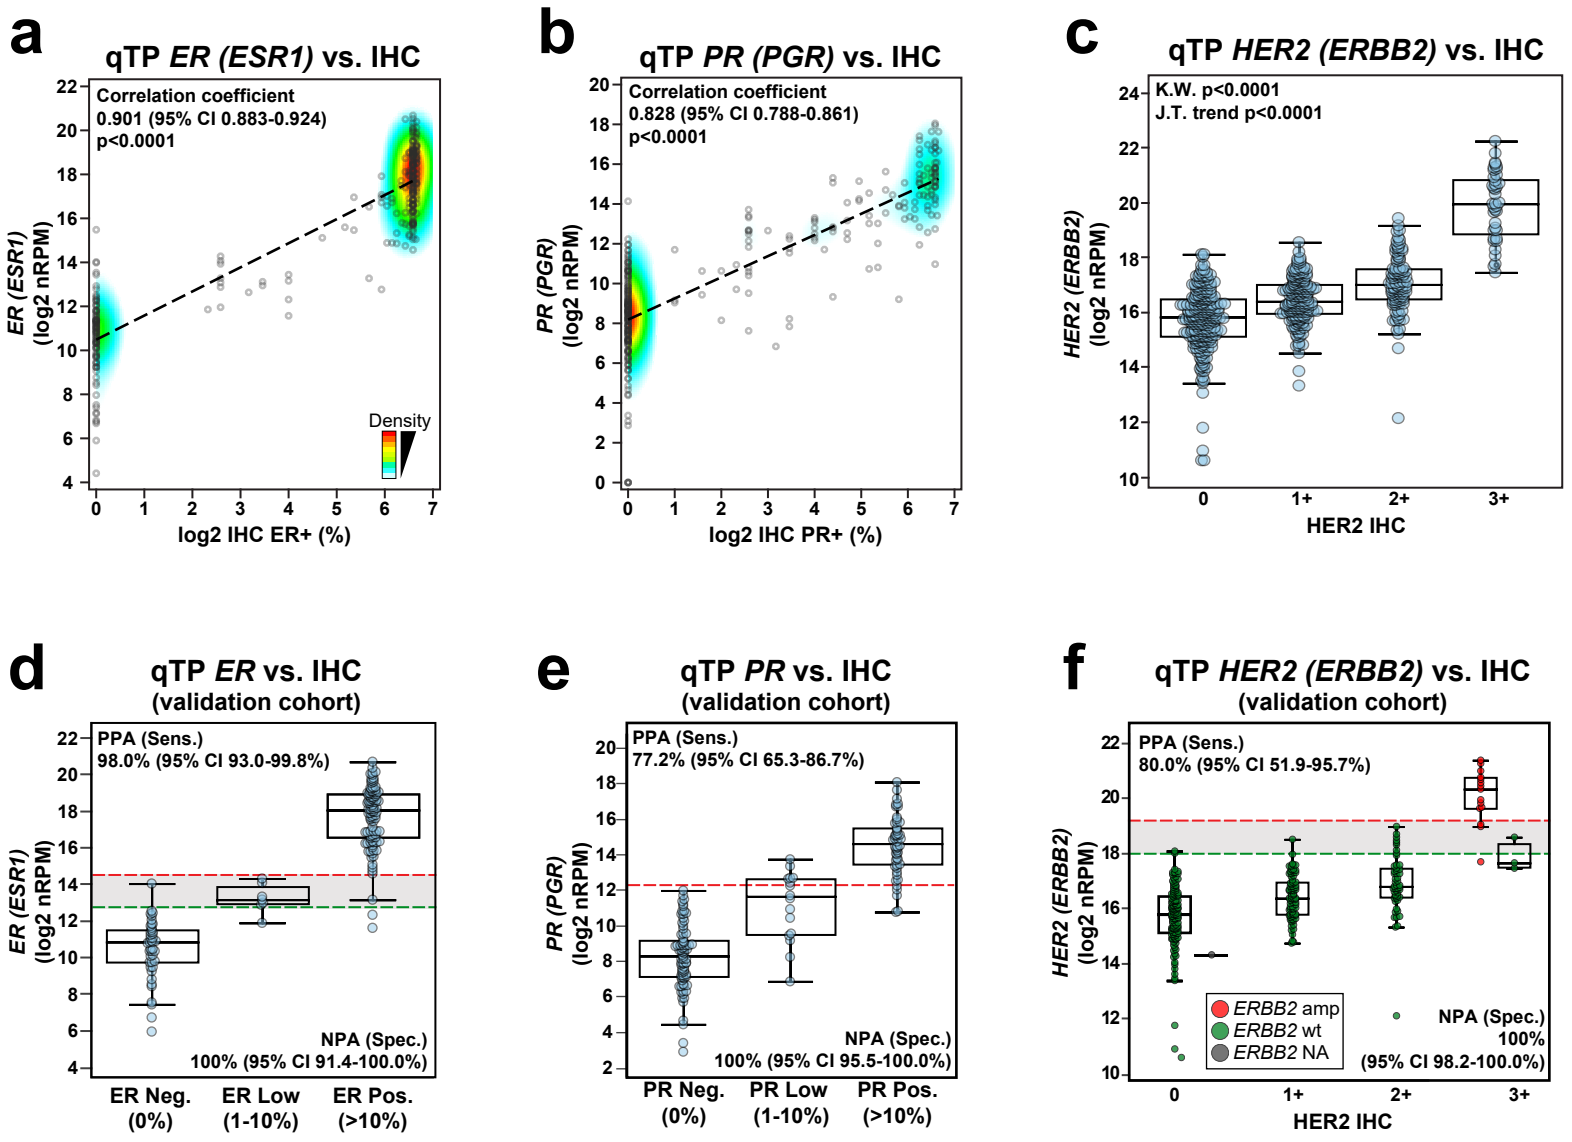 a
qTP ER (ESR1) vs. IHC
Correlation coefficient
0.901 (95% CI 0.883-0.924)
p<0.0001
22
20
18
16
14
12
10
8
6
4
ER (ESR1)
(log2 nRPM)
Density
0 1 2 3 4 5 6 7
log2 IHC ER+ (%)
b
qTP PR (PGR) vs. IHC
Correlation coefficient
0.828 (95% CI 0.788-0.861)
p<0.0001
20
18
16
14
12
10
8
6
4
2
0
PR (PGR)
(log2 nRPM)
0 1 2 3 4 5 6 7
log2 IHC PR+ (%)
c
qTP HER2 (ERBB2) vs. IHC
K.W. p<0.0001
J.T. trend p<0.0001
24
22
20
18
16
14
12
10
HER2 (ERBB2)
(log2 nRPM)
0 1+ 2+ 3+
HER2 IHC
d
qTP ER vs. IHC
(validation cohort)
PPA (Sens.)
98.0% (95% CI 93.0-99.8%)
22
20
18
16
14
12
10
8
6
4
ER (ESR1)
(log2 nRPM)
NPA (Spec.)
100% (95% CI 91.4-100.0%)
ER Neg. ER Low ER Pos.
(0%) (1-10%) (>10%)
e
qTP PR vs. IHC
(validation cohort)
PPA (Sens.)
77.2% (95% CI 65.3-86.7%)
20
18
16
14
12
10
8
6
4
2
PR (PGR)
(log2 nRPM)
NPA (Spec.)
100% (95% CI 95.5-100.0%)
PR Neg. PR Low PR Pos.
(0%) (1-10%) (>10%)
f
qTP HER2 (ERBB2) vs. IHC
(validation cohort)
PPA (Sens.)
80.0% (95% CI 51.9-95.7%)
22
20
18
16
14
12
10
HER2 (ERBB2)
(log2 nRPM)
ERBB2 amp
ERBB2 wt
ERBB2 NA
NPA (Spec.)
100%
(95% CI 98.2-100.0%)
0 1+ 2+ 3+
HER2 IHC